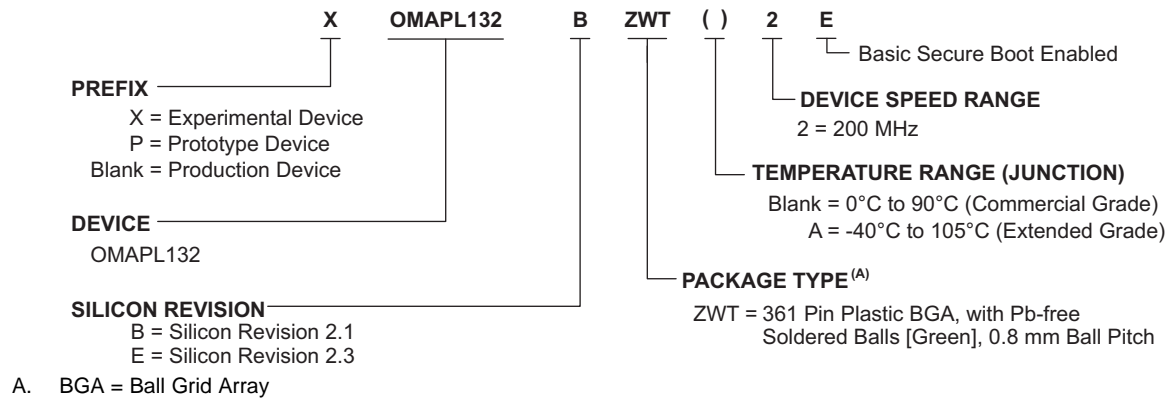 X OMAPL132 B ZWT ( ) 2 E
Basic Secure Boot Enabled
PREFIX
X = Experimental Device
P = Prototype Device
Blank = Production Device
DEVICE SPEED RANGE
2 = 200 MHz
TEMPERATURE RANGE (JUNCTION)
Blank = 0°C to 90°C (Commercial Grade)
A = -40°C to 105°C (Extended Grade)
DEVICE
OMAPL132
PACKAGE TYPE(A)
ZWT = 361 Pin Plastic BGA, with Pb-free
Soldered Balls [Green], 0.8 mm Ball Pitch
SILICON REVISION
B = Silicon Revision 2.1
E = Silicon Revision 2.3
A. BGA = Ball Grid Array